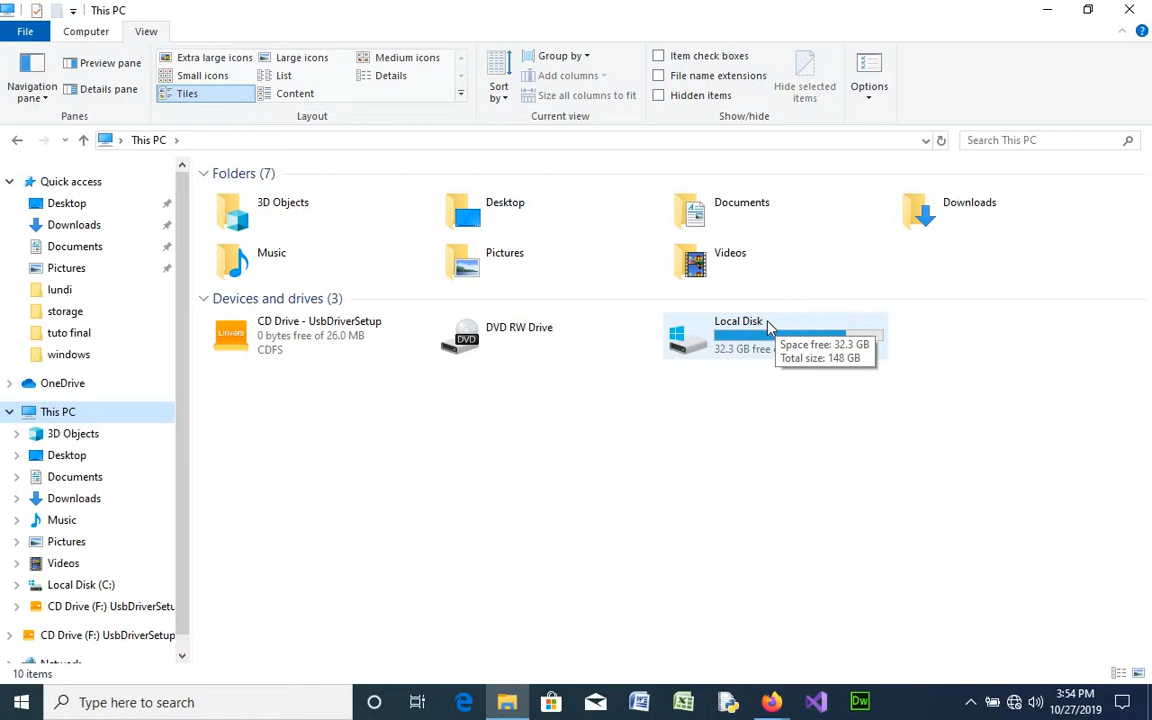 This PC
File
Computer
View
Navigation pane
Preview pane
Details pane
Panes
Extra large icons
Large icons
Medium icons
Small icons
List
Details
Tiles
Content
Layout
Sort by
Group by
Add columns
Size all columns to fit
Current view
Item check boxes
File name extensions
Hidden items
Hide selected items
Show/hide
Options
This PC
Search This PC
Quick access
Desktop
Downloads
Documents
Pictures
lundi
storage
tuto final
windows
OneDrive
This PC
3D Objects
Desktop
Documents
Downloads
Music
Pictures
Videos
Local Disk (C:)
CD Drive (F:) UsbDriverSetu
CD Drive (F:) UsbDriverSetup
Network
Folders (7)
3D Objects
Desktop
Documents
Downloads
Music
Pictures
Videos
Devices and drives (3)
CD Drive - UsbDriverSetup
0 bytes free of 26.0 MB
CDFS
DVD RW Drive
DVD
Local Disk
32.3 GB free
Space free: 32.3 GB
Total size: 148 GB
10 items
Type here to search
Dw
3:54 PM
10/27/2019